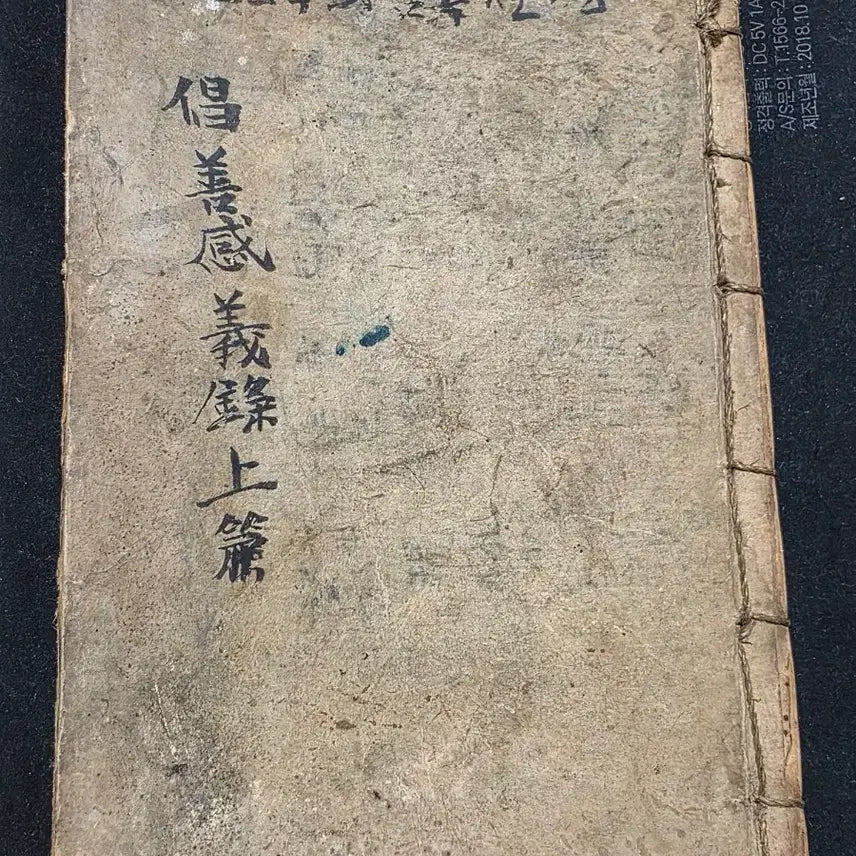 倡善感義錄上篇
정격출력 : DC 5V 1A
A/S문의 : T.1566-2
제조년월 : 2018.10